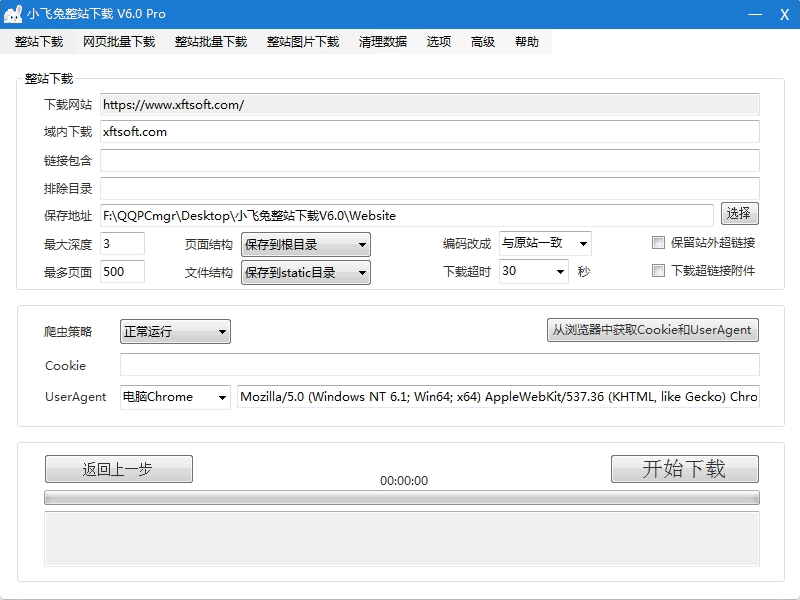 小飞兔整站下载 V6.0 Pro
整站下载 网页批量下载 整站批量下载 整站图片下载 清理数据 选项 高级 帮助
整站下载
下载网站 https://www.xftsoft.com/
域内下载 xftsoft.com
链接包含
排除目录
保存地址 F:\QQPCmgr\Desktop\小飞兔整站下载V6.0\Website 选择
最大深度 3 页面结构 保存到根目录 编码改成 与原站一致 保留站外超链接
最多页面 500 文件结构 保存到static目录 下载超时 30 秒 下载超链接附件
爬虫策略 正常运行 从浏览器中获取Cookie和UserAgent
Cookie
UserAgent 电脑Chrome Mozilla/5.0 (Windows NT 6.1; Win64; x64) AppleWebKit/537.36 (KHTML, like Gecko) Chro
返回上一步 00:00:00 开始下载